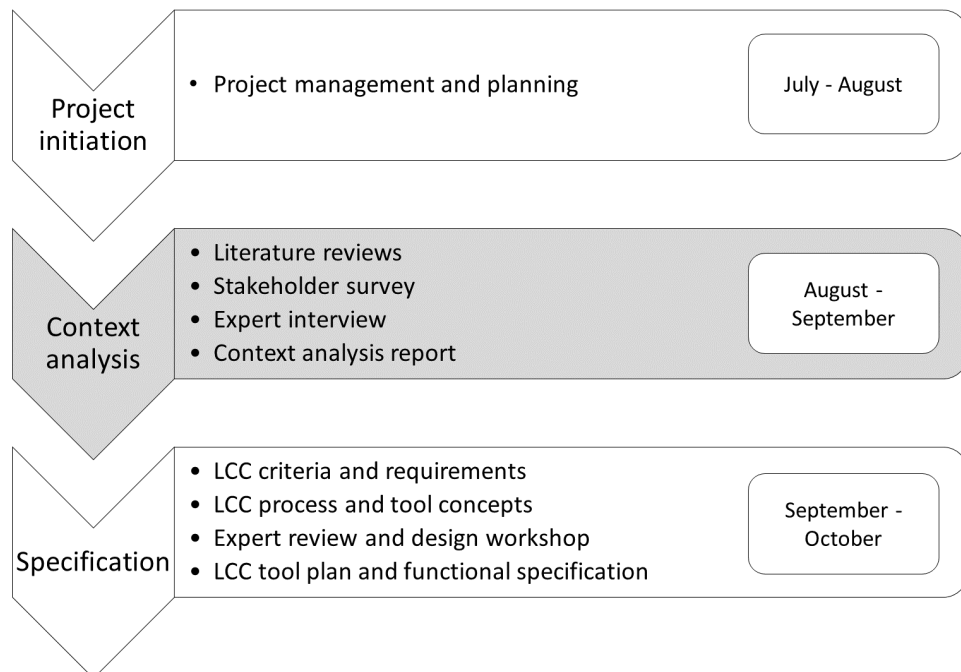 Project
initiation
• Project management and planning
July - August
Context
analysis
• Literature reviews
• Stakeholder survey
• Expert interview
• Context analysis report
August -
September
Specification
• LCC criteria and requirements
• LCC process and tool concepts
• Expert review and design workshop
• LCC tool plan and functional specification
September -
October